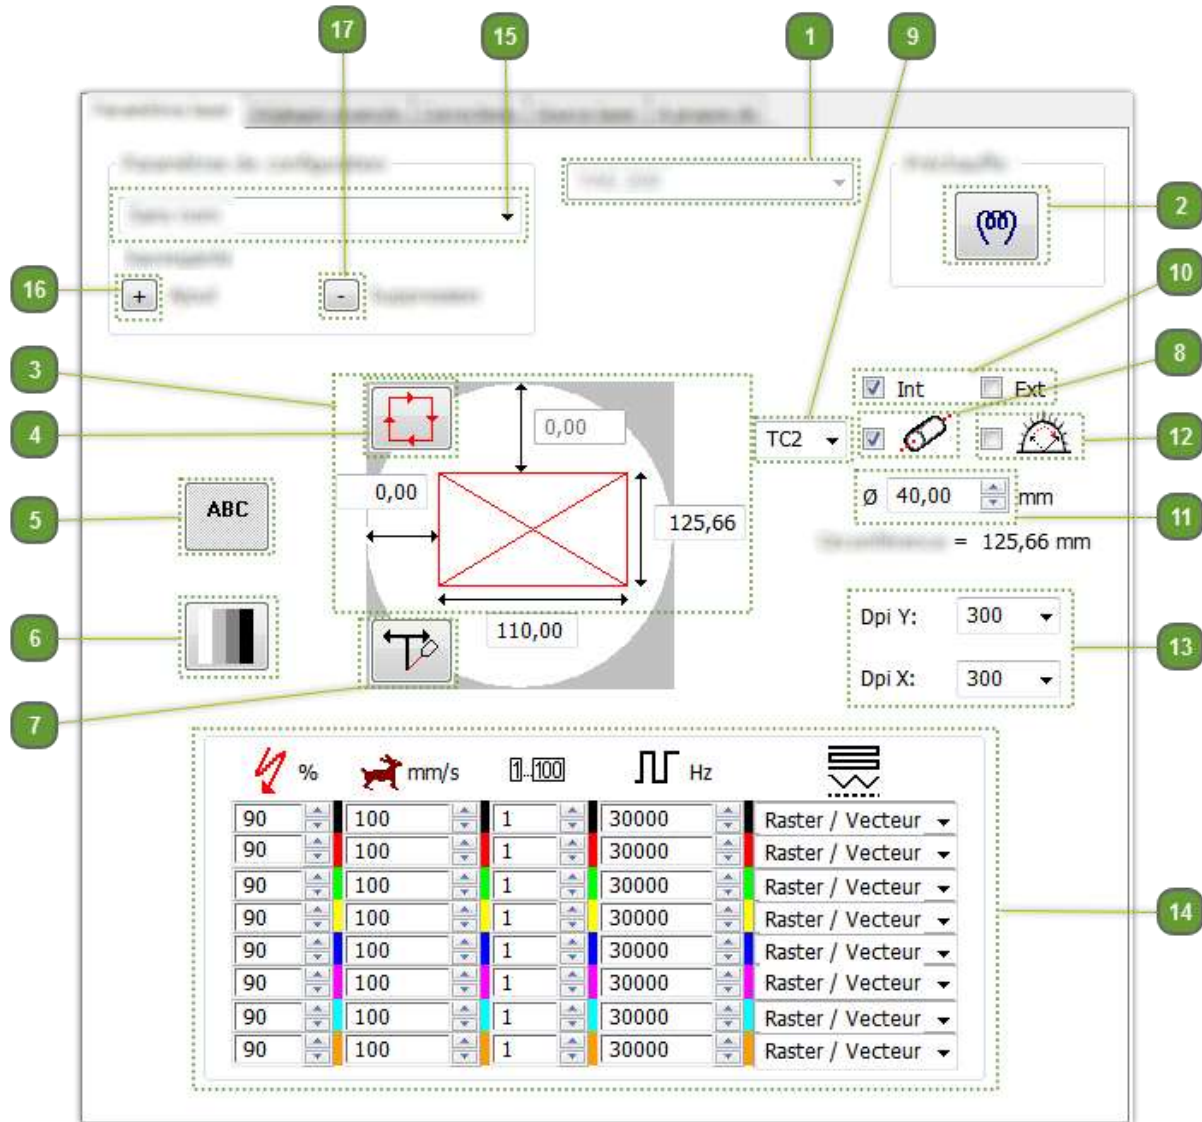 17
15
1
9
2
16
+
-
10
3
8
Int
Ext
4
0,00
TC2
12
0,00
Ø 40,00 mm
5
ABC
125,66
11
= 125,66 mm
6
110,00
Dpi Y: 300
13
Dpi X: 300
7
% mm/s 1..100 Hz
90 100 1 30000 Raster / Vecteur
90 100 1 30000 Raster / Vecteur
90 100 1 30000 Raster / Vecteur
90 100 1 30000 Raster / Vecteur
14
90 100 1 30000 Raster / Vecteur
90 100 1 30000 Raster / Vecteur
90 100 1 30000 Raster / Vecteur
90 100 1 30000 Raster / Vecteur